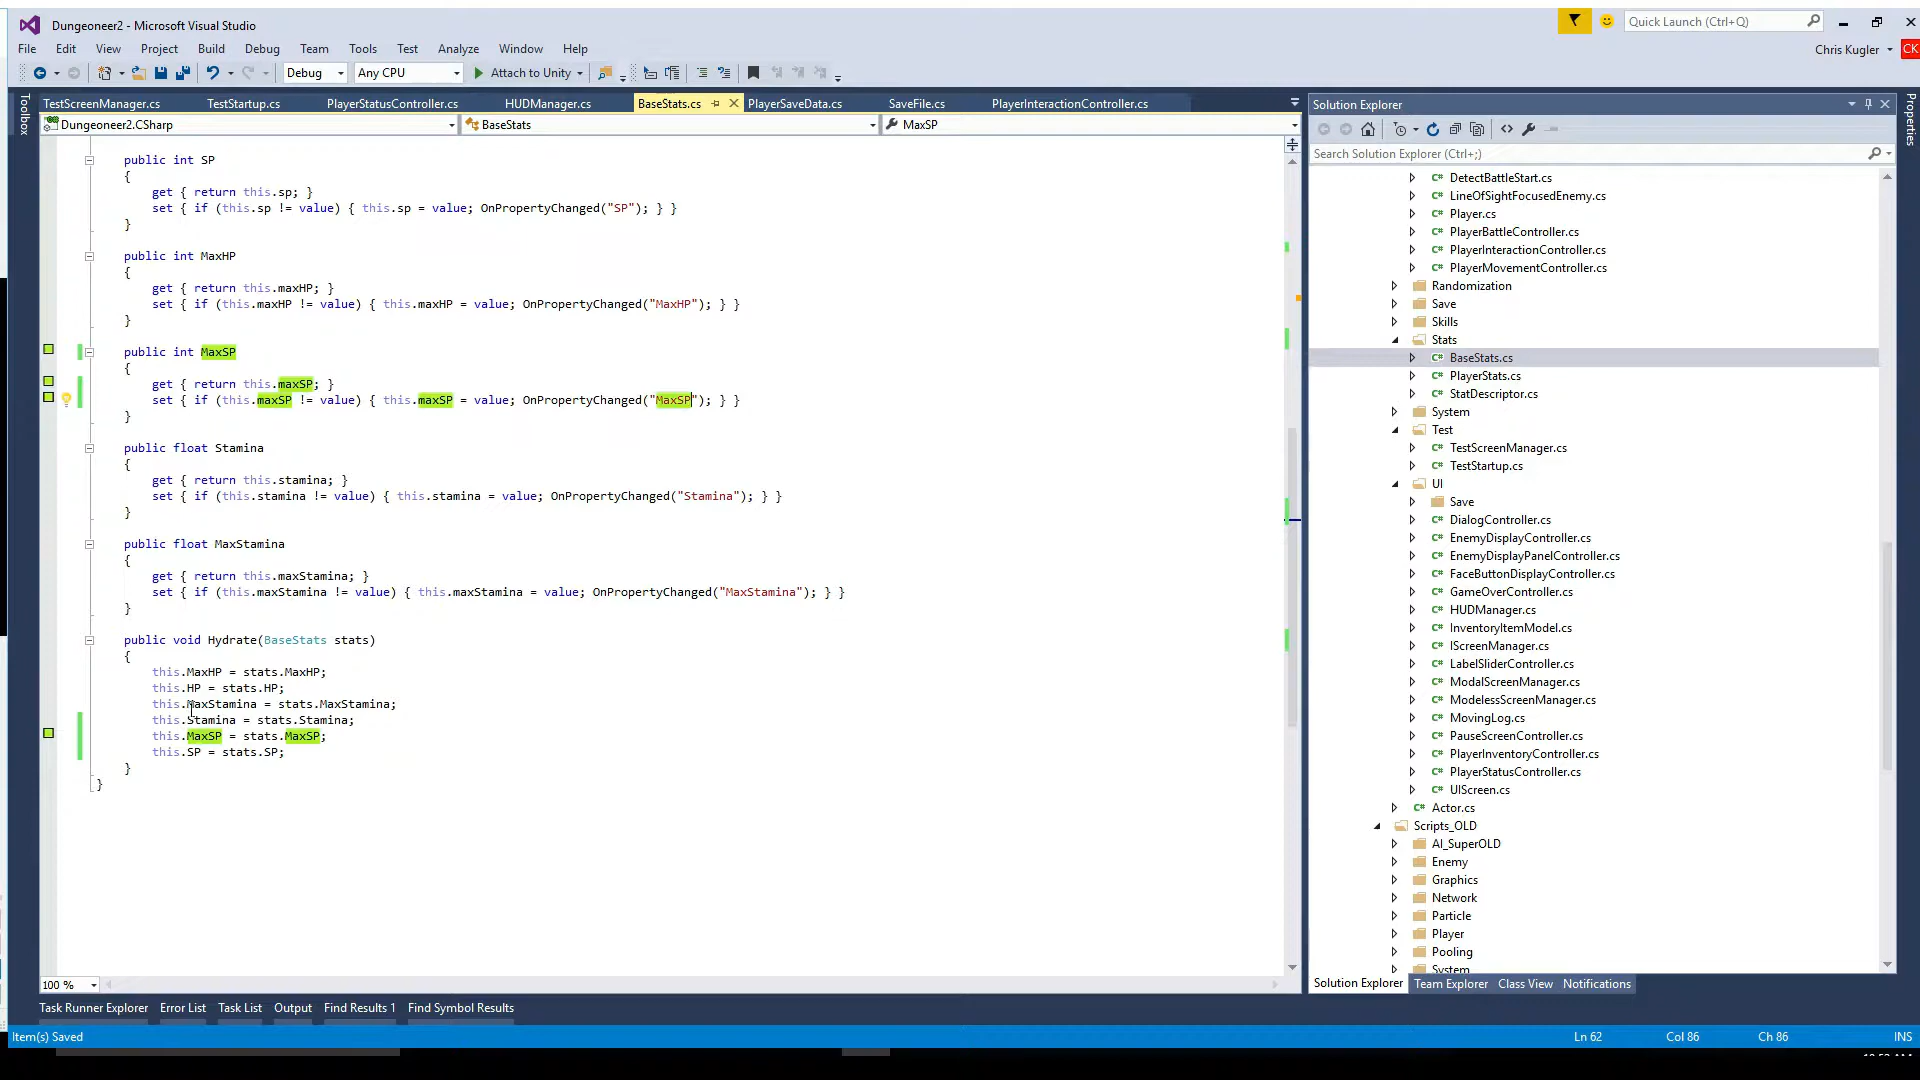 Dungeoneer2 - Microsoft Visual Studio
Quick Launch (Ctrl+Q)
File Edit View Project Build Debug Team Tools Test Analyze Window Help
Chris Kugler
CK
Debug Any CPU Attach to Unity
Toolbox
TestScreenManager.cs TestStartup.cs PlayerStatusController.cs HUDManager.cs BaseStats.cs PlayerSaveData.cs SaveFile.cs PlayerInteractionController.cs
Dungeoneer2.CSharp BaseStats MaxSP
public int SP
{
get { return this.sp; }
set { if (this.sp != value) { this.sp = value; OnPropertyChanged("SP"); } }
}
public int MaxHP
{
get { return this.maxHP; }
set { if (this.maxHP != value) { this.maxHP = value; OnPropertyChanged("MaxHP"); } }
}
public int MaxSP
{
get { return this.maxSP; }
set { if (this.maxSP != value) { this.maxSP = value; OnPropertyChanged("MaxSP"); } }
}
public float Stamina
{
get { return this.stamina; }
set { if (this.stamina != value) { this.stamina = value; OnPropertyChanged("Stamina"); } }
}
public float MaxStamina
{
get { return this.maxStamina; }
set { if (this.maxStamina != value) { this.maxStamina = value; OnPropertyChanged("MaxStamina"); } }
}
public void Hydrate(BaseStats stats)
{
this.MaxHP = stats.MaxHP;
this.HP = stats.HP;
this.MaxStamina = stats.MaxStamina;
this.Stamina = stats.Stamina;
this.MaxSP = stats.MaxSP;
this.SP = stats.SP;
}
}
100 %
Solution Explorer
Search Solution Explorer (Ctrl+;)
DetectBattleStart.cs
LineOfSightFocusedEnemy.cs
Player.cs
PlayerBattleController.cs
PlayerInteractionController.cs
PlayerMovementController.cs
Randomization
Save
Skills
Stats
BaseStats.cs
PlayerStats.cs
StatDescriptor.cs
System
Test
TestScreenManager.cs
TestStartup.cs
UI
Save
DialogController.cs
EnemyDisplayController.cs
EnemyDisplayPanelController.cs
FaceButtonDisplayController.cs
GameOverController.cs
HUDManager.cs
InventoryItemModel.cs
IScreenManager.cs
LabelSliderController.cs
ModalScreenManager.cs
ModelessScreenManager.cs
MovingLog.cs
PauseScreenController.cs
PlayerInventoryController.cs
PlayerStatusController.cs
UIScreen.cs
Actor.cs
Scripts_OLD
AI_SuperOLD
Enemy
Graphics
Network
Particle
Player
Pooling
System
Solution Explorer Team Explorer Class View Notifications
Properties
Task Runner Explorer Error List Task List Output Find Results 1 Find Symbol Results
Item(s) Saved Ln 62 Col 86 Ch 86 INS